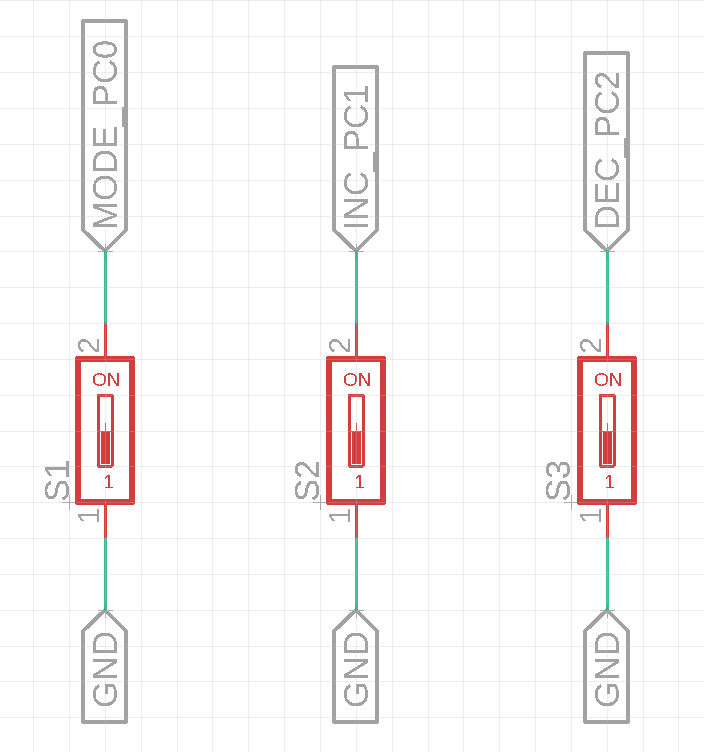 MODE_PC0
INC_PC1
DEC_PC2
2
2
2
ON
ON
ON
1
1
1
S1
S2
S3
1
1
1
GND
GND
GND